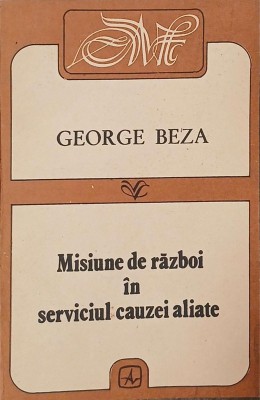 GEORGE BEZA
Misiune de război
în
serviciul cauzei aliate